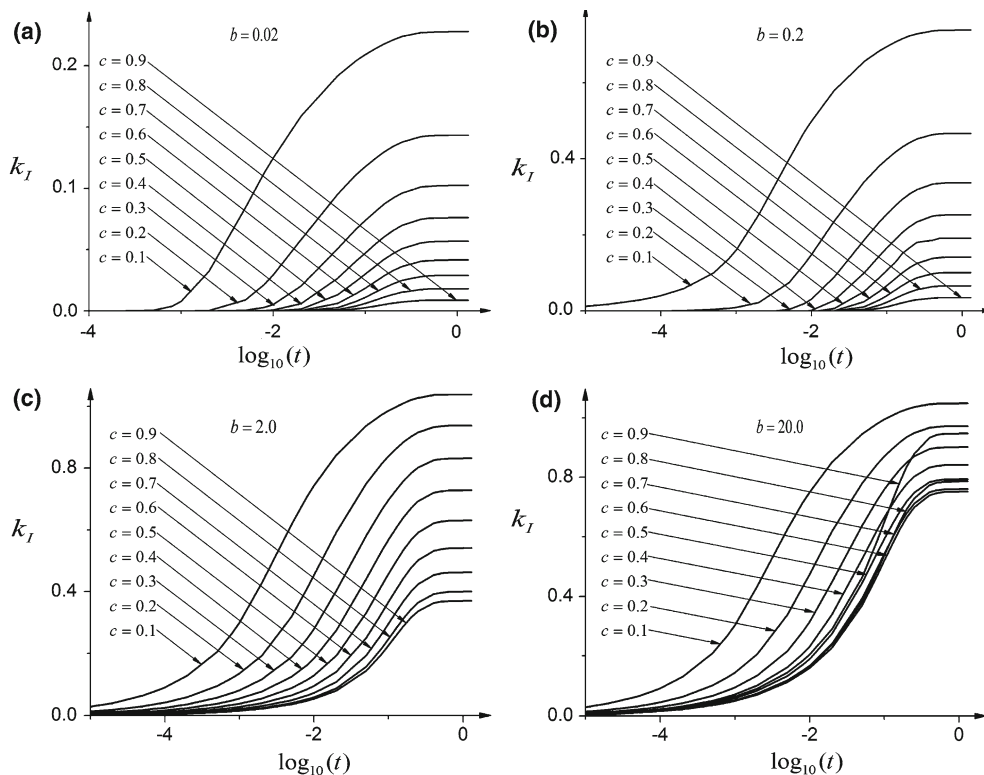 (a)
b = 0.02
c = 0.9
c = 0.8
c = 0.7
c = 0.6
c = 0.5
c = 0.4
c = 0.3
c = 0.2
c = 0.1
k_I
0.2
0.1
0.0
-4
-2
0
log₁₀(t)
(b)
b = 0.2
c = 0.9
c = 0.8
c = 0.7
c = 0.6
c = 0.5
c = 0.4
c = 0.3
c = 0.2
c = 0.1
k_I
0.4
0.0
-4
-2
0
log₁₀(t)
(c)
b = 2.0
c = 0.9
c = 0.8
c = 0.7
c = 0.6
c = 0.5
c = 0.4
c = 0.3
c = 0.2
c = 0.1
k_I
0.8
0.4
0.0
-4
-2
0
log₁₀(t)
(d)
b = 20.0
c = 0.9
c = 0.8
c = 0.7
c = 0.6
c = 0.5
c = 0.4
c = 0.3
c = 0.2
c = 0.1
k_I
0.8
0.4
0.0
-4
-2
0
log₁₀(t)